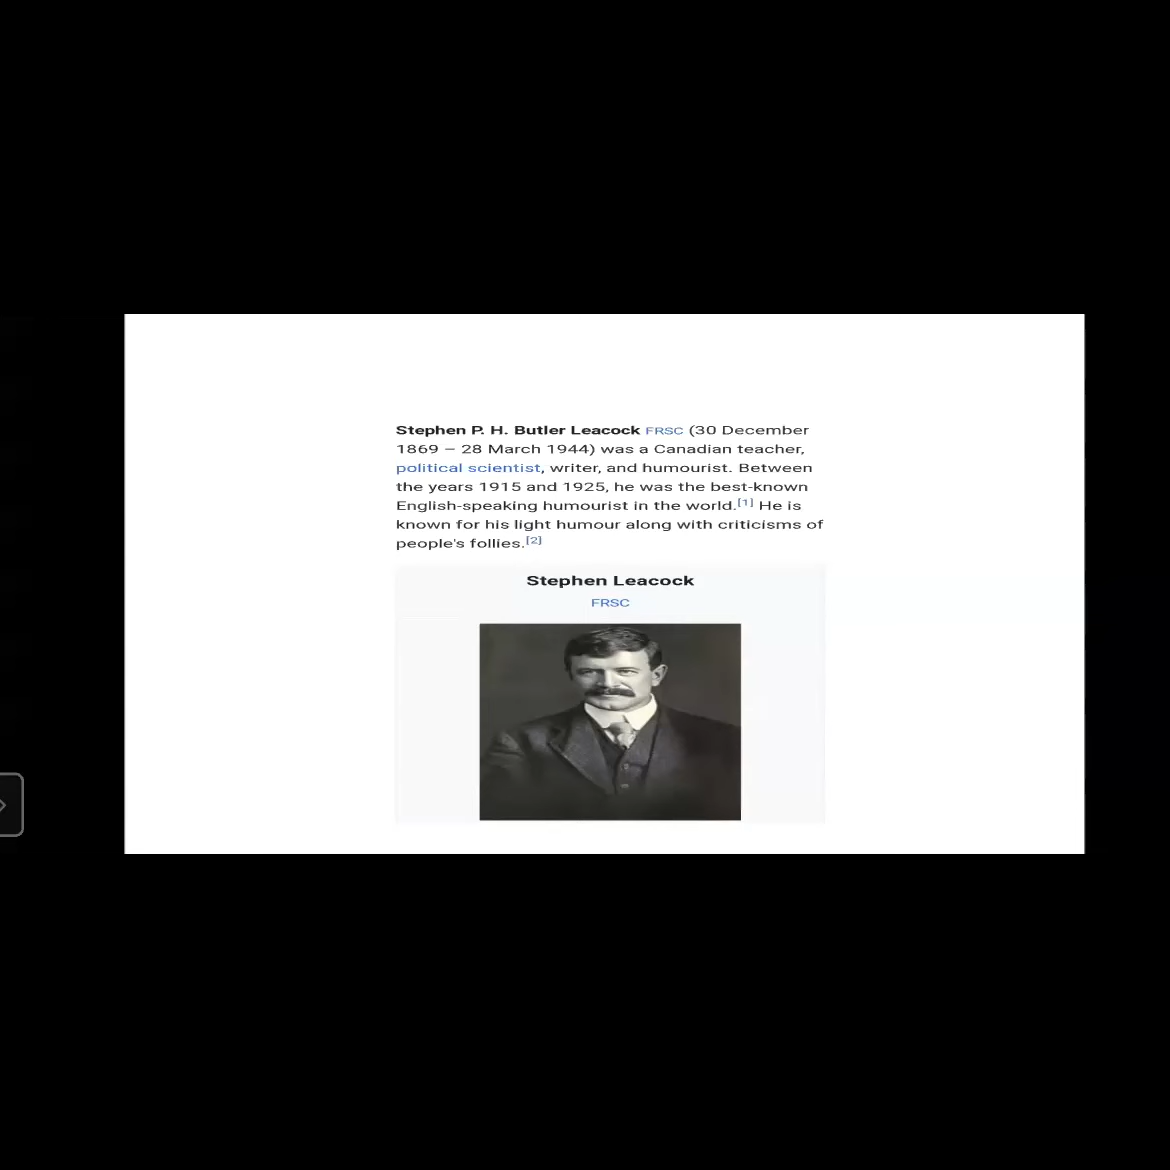 Stephen P. H. Butler Leacock FRSC (30 December
1869 – 28 March 1944) was a Canadian teacher,
political scientist, writer, and humourist. Between
the years 1915 and 1925, he was the best-known
English-speaking humourist in the world.[1] He is
known for his light humour along with criticisms of
people's follies.[2]
Stephen Leacock
FRSC